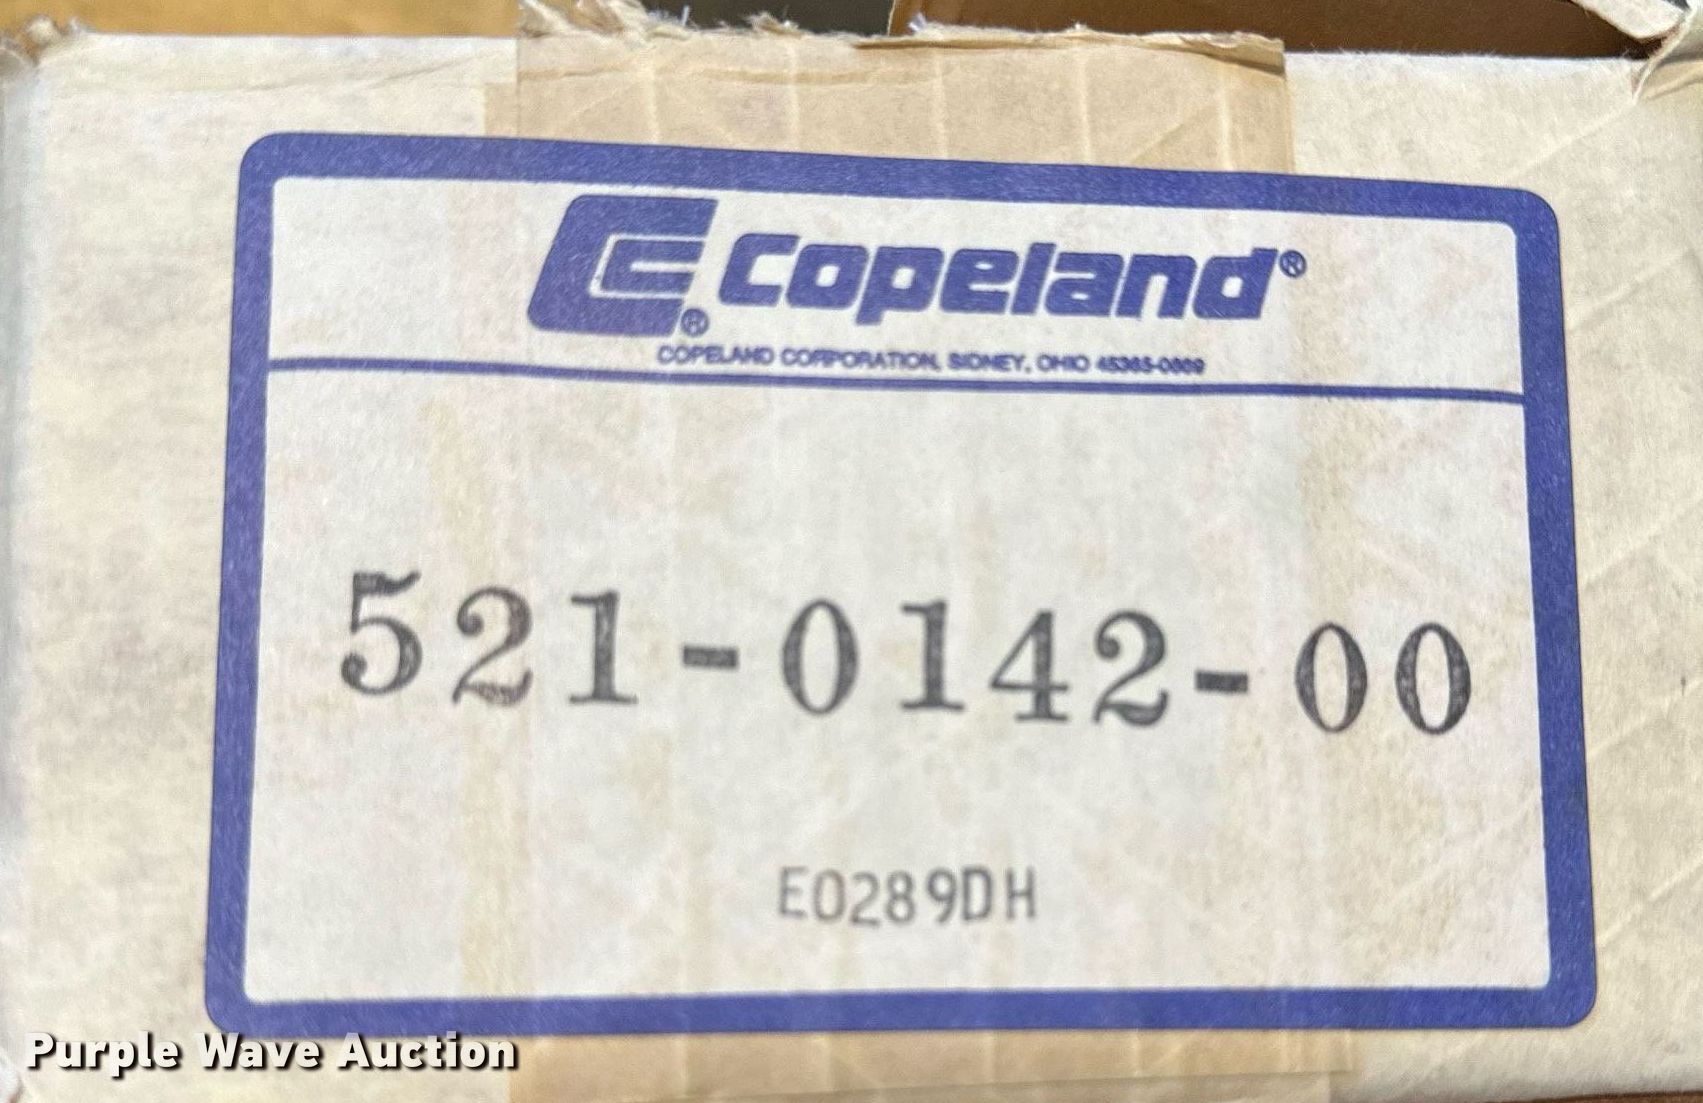 Copeland®
COPELAND CORPORATION, SIDNEY, OHIO 45365-0669
521-0142-00
E0289DH
Purple Wave Auction